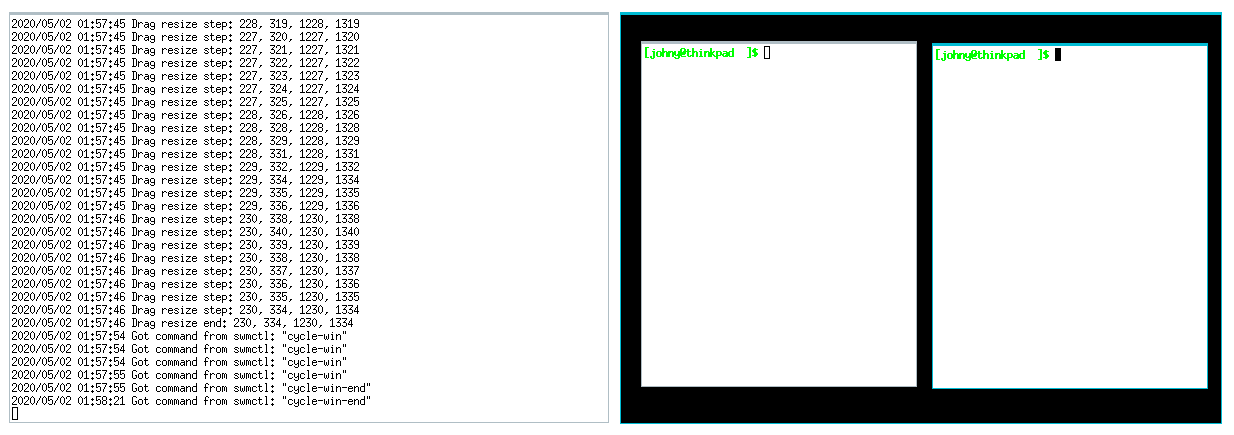 2020/05/02 01:57:45 Drag resize step: 228, 319, 1228, 1319
2020/05/02 01:57:45 Drag resize step: 227, 320, 1227, 1320
2020/05/02 01:57:45 Drag resize step: 227, 321, 1227, 1321
2020/05/02 01:57:45 Drag resize step: 227, 322, 1227, 1322
2020/05/02 01:57:45 Drag resize step: 227, 323, 1227, 1323
2020/05/02 01:57:45 Drag resize step: 227, 324, 1227, 1324
2020/05/02 01:57:45 Drag resize step: 227, 325, 1227, 1325
2020/05/02 01:57:45 Drag resize step: 228, 326, 1228, 1326
2020/05/02 01:57:45 Drag resize step: 228, 328, 1228, 1328
2020/05/02 01:57:45 Drag resize step: 228, 329, 1228, 1329
2020/05/02 01:57:45 Drag resize step: 228, 331, 1228, 1331
2020/05/02 01:57:45 Drag resize step: 229, 332, 1229, 1332
2020/05/02 01:57:45 Drag resize step: 229, 334, 1229, 1334
2020/05/02 01:57:45 Drag resize step: 229, 335, 1229, 1335
2020/05/02 01:57:45 Drag resize step: 229, 336, 1229, 1336
2020/05/02 01:57:46 Drag resize step: 230, 338, 1230, 1338
2020/05/02 01:57:46 Drag resize step: 230, 340, 1230, 1340
2020/05/02 01:57:46 Drag resize step: 230, 339, 1230, 1339
2020/05/02 01:57:46 Drag resize step: 230, 338, 1230, 1338
2020/05/02 01:57:46 Drag resize step: 230, 337, 1230, 1337
2020/05/02 01:57:46 Drag resize step: 230, 336, 1230, 1336
2020/05/02 01:57:46 Drag resize step: 230, 335, 1230, 1335
2020/05/02 01:57:46 Drag resize step: 230, 334, 1230, 1334
2020/05/02 01:57:46 Drag resize end: 230, 334, 1230, 1334
2020/05/02 01:57:54 Got command from swmctl: "cycle-win"
2020/05/02 01:57:54 Got command from swmctl: "cycle-win"
2020/05/02 01:57:54 Got command from swmctl: "cycle-win"
2020/05/02 01:57:55 Got command from swmctl: "cycle-win"
2020/05/02 01:57:55 Got command from swmctl: "cycle-win-end"
2020/05/02 01:58:21 Got command from swmctl: "cycle-win-end"
[johny@thinkpad  ]$
[johny@thinkpad  ]$